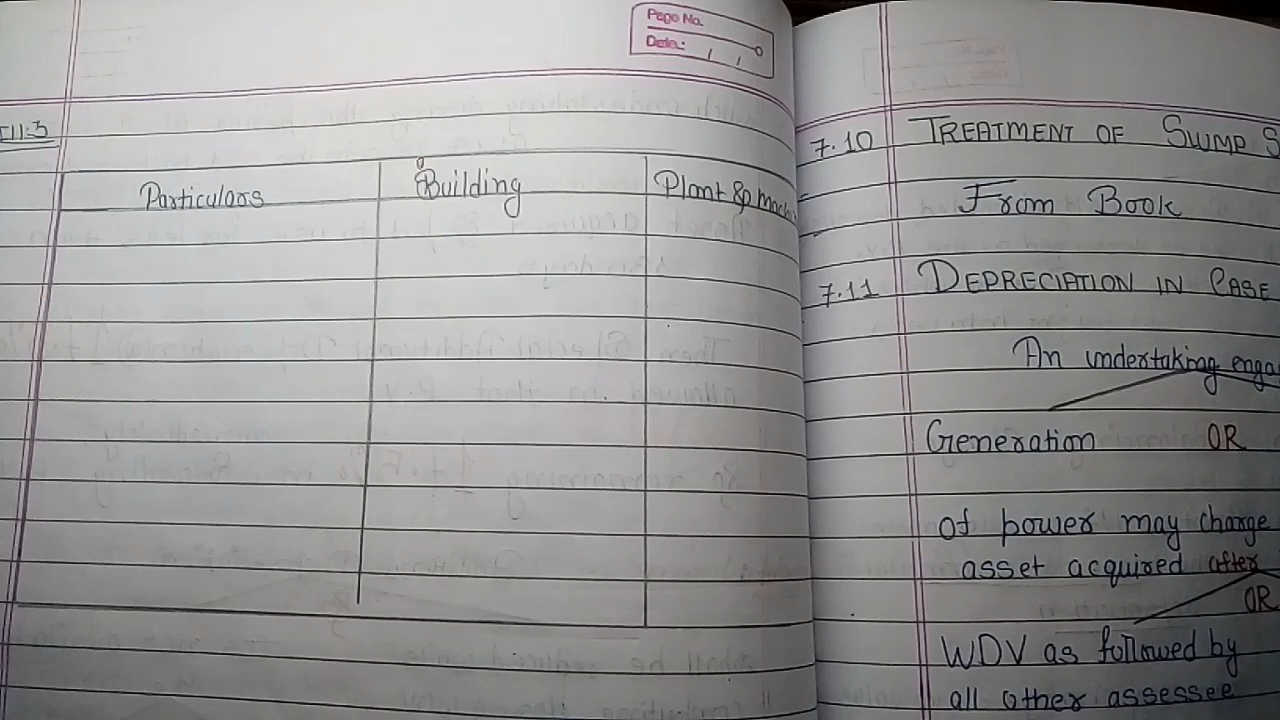 Page No.
Date: / /
Ill:3
Particulars Building Plant & Mach
7.10 TREATMENT OF SLUMP S
From Book
7.11 DEPRECIATION IN CASE
An undertaking enga
Generation OR
of power may charge
asset acquired after
OR
WDV as followed by
all other assessee